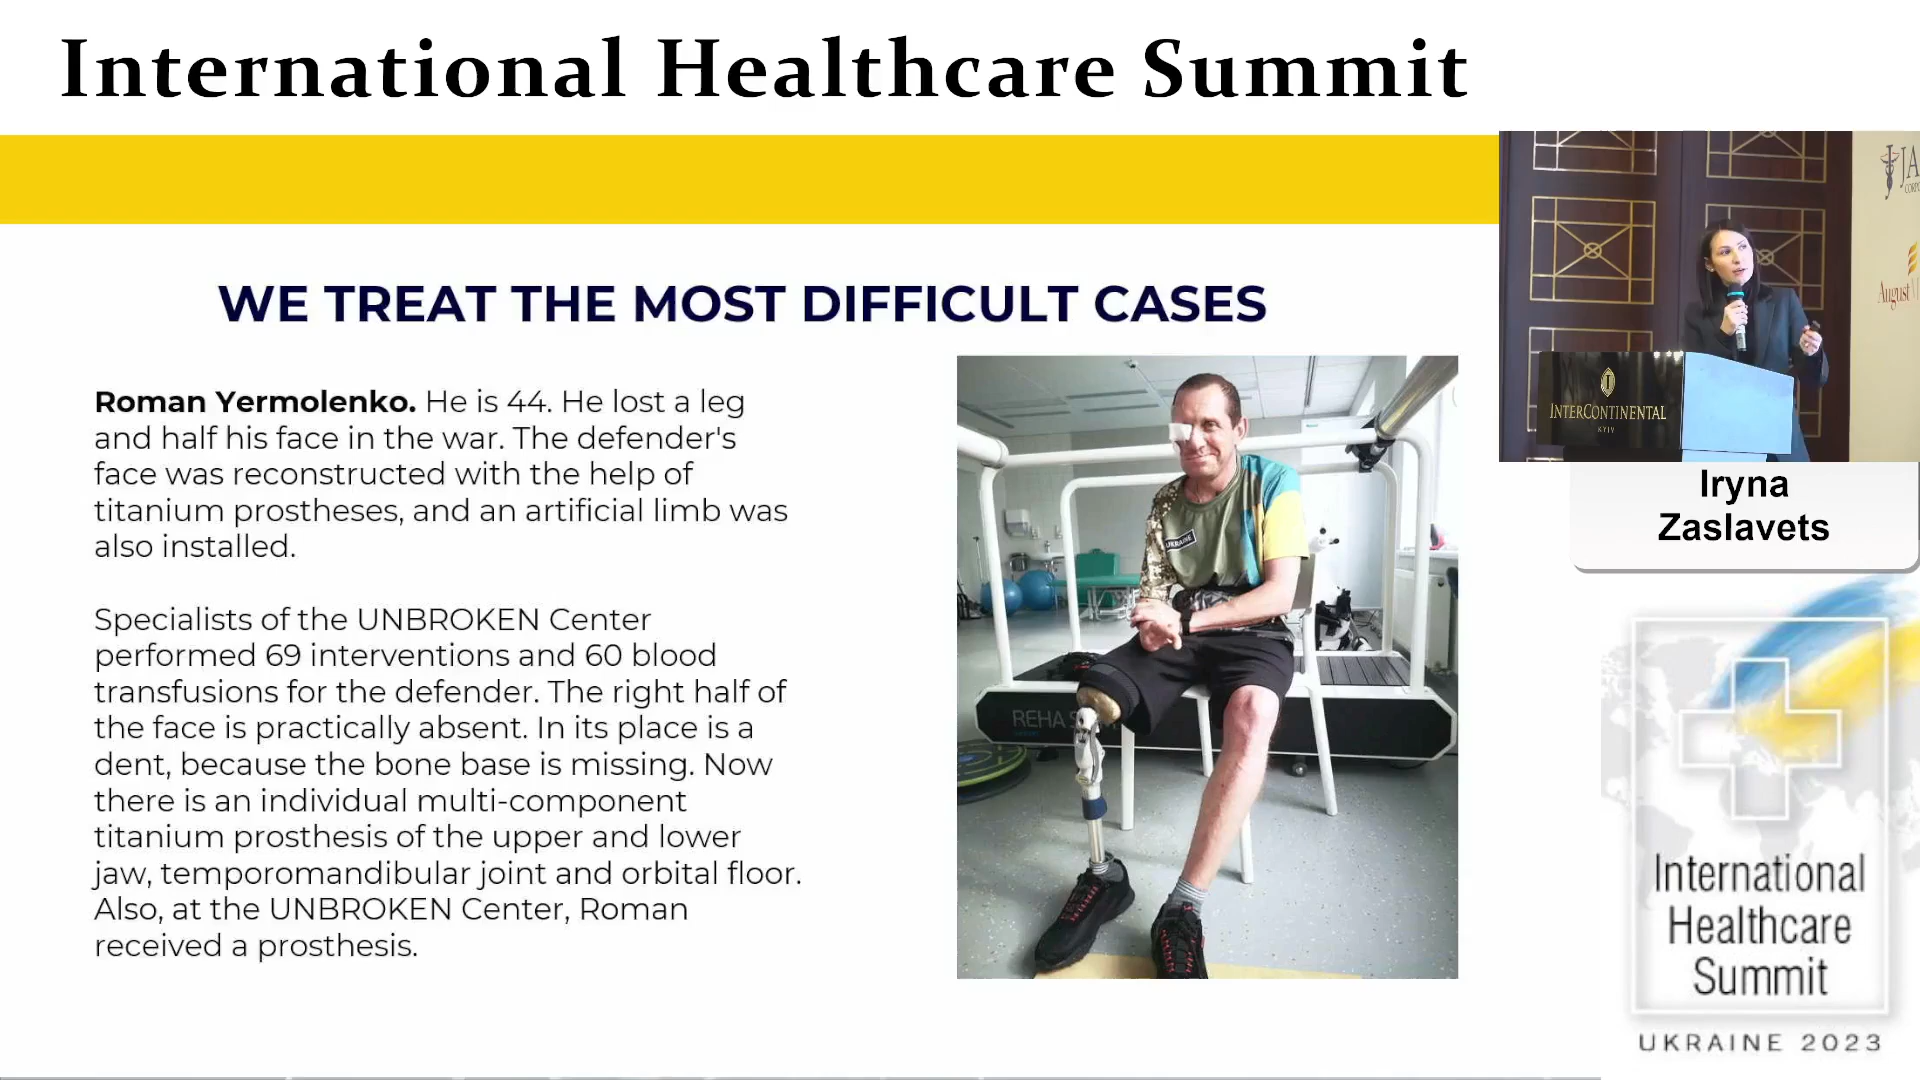 International Healthcare Summit
WE TREAT THE MOST DIFFICULT CASES
Roman Yermolenko. He is 44. He lost a leg
and half his face in the war. The defender's
face was reconstructed with the help of
titanium prostheses, and an artificial limb was
also installed.
Specialists of the UNBROKEN Center
performed 69 interventions and 60 blood
transfusions for the defender. The right half of
the face is practically absent. In its place is a
dent, because the bone base is missing. Now
there is an individual multi-component
titanium prosthesis of the upper and lower
jaw, temporomandibular joint and orbital floor.
Also, at the UNBROKEN Center, Roman
received a prosthesis.
UKRAINE
REHA
JA
August
INTERCONTINENTAL
KYIV
Iryna
Zaslavets
International
Healthcare
Summit
UKRAINE 2023